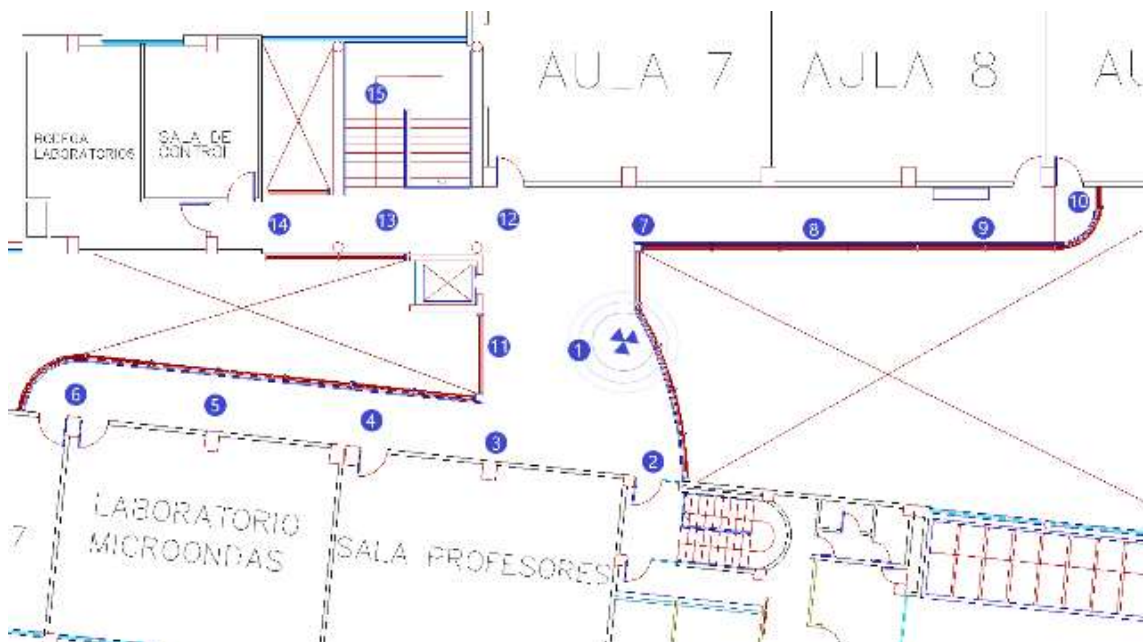 AULA 7
AULA 8
AU
15
BODEGA
LABORATORIOS
SALA DE
CONTROL
14
13
12
7
8
9
10
11
1
6
5
4
3
2
LABORATORIO
MICROONDAS
7
SALA PROFESORES